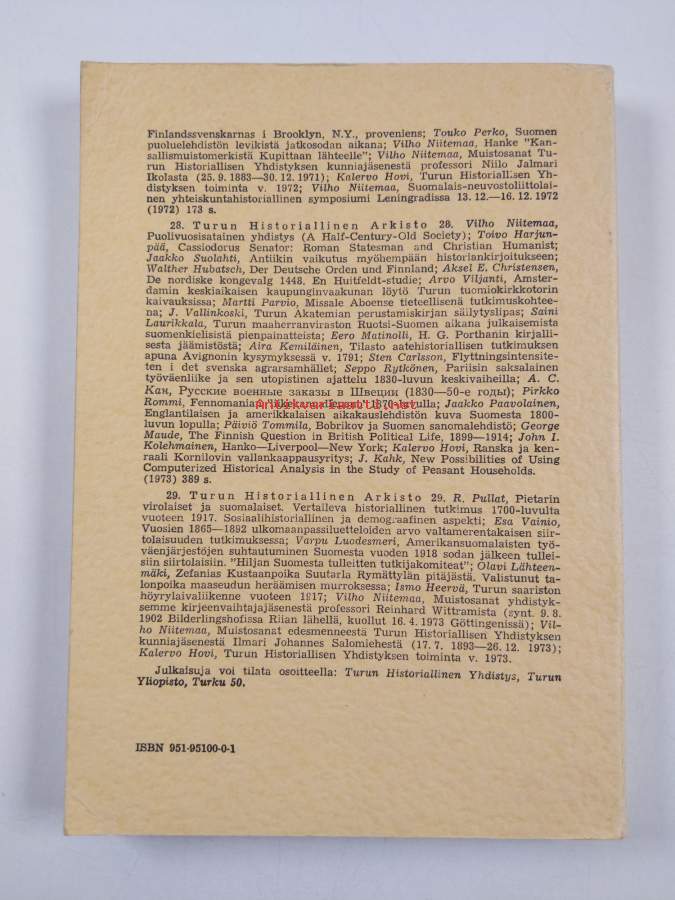 Finlandssvenskarnas i Brooklyn, N.Y., proveniens; Touko Perko, Suomen
puoluelehdistön levikistä jatkosodan aikana; Vilho Niitemaa, Hanke "Kan-
sallismuistomerkistä Kupittaan lähteelle"; Vilho Niitemaa, Muistosanat Tu-
run Historiallisen Yhdistyksen kunniajäsenestä professori Niilo Jalmari
Ikolasta (25. 9. 1883—30. 12. 1971); Kalervo Hovi, Turun Historiallisen Yh-
distyksen toiminta v. 1972; Vilho Niitemaa, Suomalais-neuvostoliittolai-
nen yhteiskuntahistoriallinen symposiumi Leningradissa 13. 12.—16. 12. 1972
(1972) 173 s.
28. Turun Historiallinen Arkisto 28. Vilho Niitemaa,
Puolivuosisatainen yhdistys (A Half-Century-Old Society); Toivo Harjun-
pää, Cassiodorus Senator: Roman Statesman and Christian Humanist;
Jaakko Suolahti, Antiikin vaikutus myöhempään historiankirjoitukseen;
Walther Hubatsch, Der Deutsche Orden und Finnland; Aksel E. Christensen,
De nordiske kongevalg 1448. En Huitfeldt-studie; Arvo Viljanti, Amster-
damin keskiaikaisen kaupunginvaakunan löytö Turun tuomiokirkkotorin
kaivauksissa; Martti Parvio, Missale Aboense tieteellisenä tutkimuskohtee-
na; J. Vallinkoski, Turun Akatemian perustamiskirjan säilytyslipas; Saini
Laurikkala, Turun maaherranviraston Ruotsi-Suomen aikana julkaisemista
suomenkielisistä pienpainatteista; Eero Matinolli, H. G. Porthanin kirjalli-
sesta jäämistöstä; Aira Kemiläinen, Tilasto aatehistoriallisen tutkimuksen
apuna Avignonin kysymyksessä v. 1791; Sten Carlsson, Flyttningsintensite-
ten i det svenska agrarsamhället; Seppo Rytkönen, Pariisin saksalainen
työväenliike ja sen utopistinen ajattelu 1830-luvun keskivaiheilla; A. C.
Кан, Русские военные заказы в Швеции (1830—50-е годы); Pirkko
Rommi, Fennomanian 1870-luvulla; Jaakko Paavolainen,
Antikvariaatti.net
Englantilaisen ja amerikkalaisen aikakauslehdistön kuva Suomesta 1800-
luvun lopulla; Päiviö Tommila, Bobrikov ja Suomen sanomalehdistö; George
Maude, The Finnish Question in British Political Life, 1899—1914; John I.
Kolehmainen, Hanko—Liverpool—New York; Kalervo Hovi, Ranska ja ken-
raali Kornilovin vallankaappausyritys; J. Kahk, New Possibilities of Using
Computerized Historical Analysis in the Study of Peasant Households.
(1973) 389 s.
29. Turun Historiallinen Arkisto 29. R. Pullat, Pietarin
virolaiset ja suomalaiset. Vertaileva historiallinen tutkimus 1700-luvulta
vuoteen 1917. Sosiaalihistoriallinen ja demograafinen aspekti; Esa Vainio,
Vuosien 1865—1892 ulkomaanpassiluetteloiden arvo valtamerentakaisen siir-
tolaisuuden tutkimuksessa; Varpu Luodesmeri, Amerikansuomalaisten työ-
väenjärjestöjen suhtautuminen Suomesta vuoden 1918 sodan jälkeen tullei-
siin siirtolaisiin. "Hiljan Suomesta tulleitten tutkijakomiteat"; Olavi Lähteen-
mäki, Zefanias Kustaanpoika Suutarla Rymättylän pitäjästä. Valistunut ta-
lonpoika maaseudun heräämisen murroksessa; Ismo Heervä, Turun saariston
höyrylaivaliikenne vuoteen 1917; Vilho Niitemaa, Muistosanat yhdistyk-
semme kirjeenvaihtajajäsenestä professori Reinhard Wittramista (synt. 9. 8.
1902 Bilderlingshofissa Riian lähellä, kuollut 16. 4. 1973 Göttingenissä); Vil-
ho Niitemaa, Muistosanat edesmenneestä Turun Historiallisen Yhdistyksen
kunniajäsenestä Ilmari Johannes Salomiehestä (17. 7. 1893—26. 12. 1973);
Kalervo Hovi, Turun Historiallisen Yhdistyksen toiminta v. 1973.
Julkaisuja voi tilata osoitteella: Turun Historiallinen Yhdistys, Turun
Yliopisto, Turku 50.
ISBN 951-95100-0-1